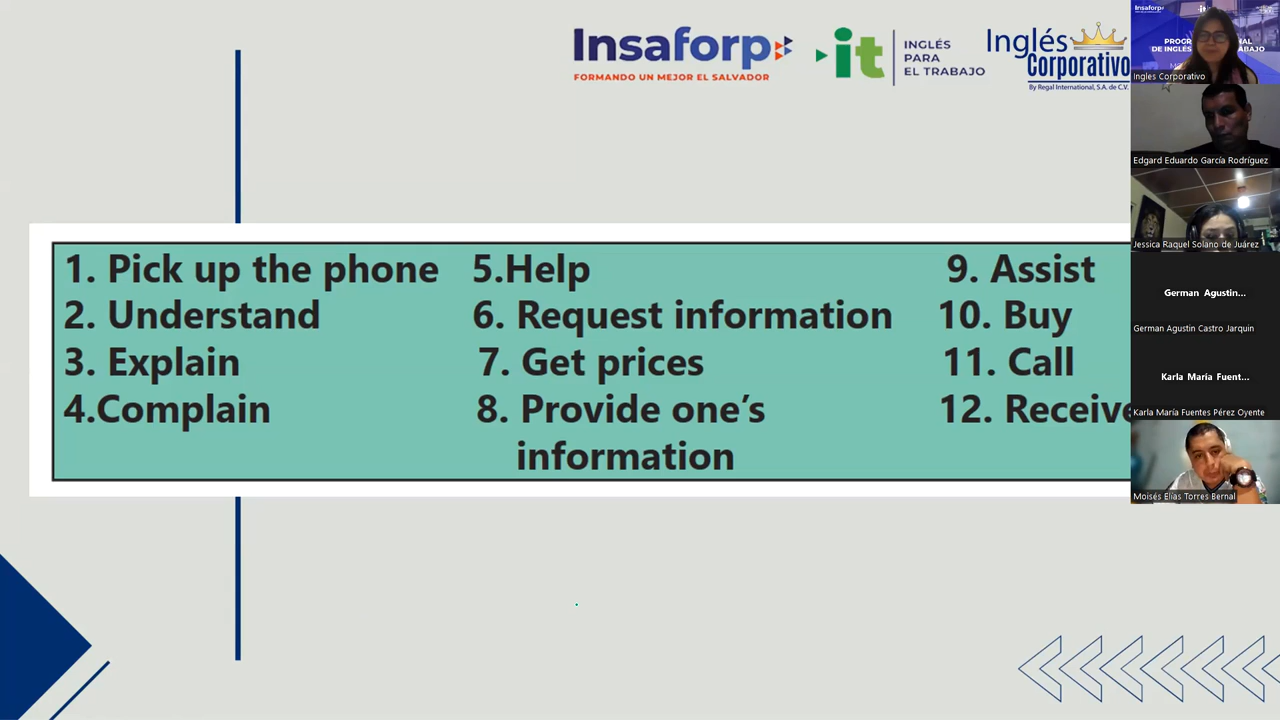 Insaforp
FORMANDO UN MEJOR EL SALVADOR
it
INGLÉS
PARA
EL TRABAJO
Inglés
Corporativo
By Regal International, S.A. de C.V.
1. Pick up the phone
2. Understand
3. Explain
4.Complain
5.Help
6. Request information
7. Get prices
8. Provide one's
information
9. Assist
10. Buy
11. Call
12. Receive
Insaforp
Ingles Corporativo
Edgard Eduardo García Rodríguez
Jessica Raquel Solano de Juárez
German Agustin...
German Agustin Castro Jarquin
Karla María Fuent...
Karla María Fuentes Pérez Oyente
Moisés Elías Torres Bernal